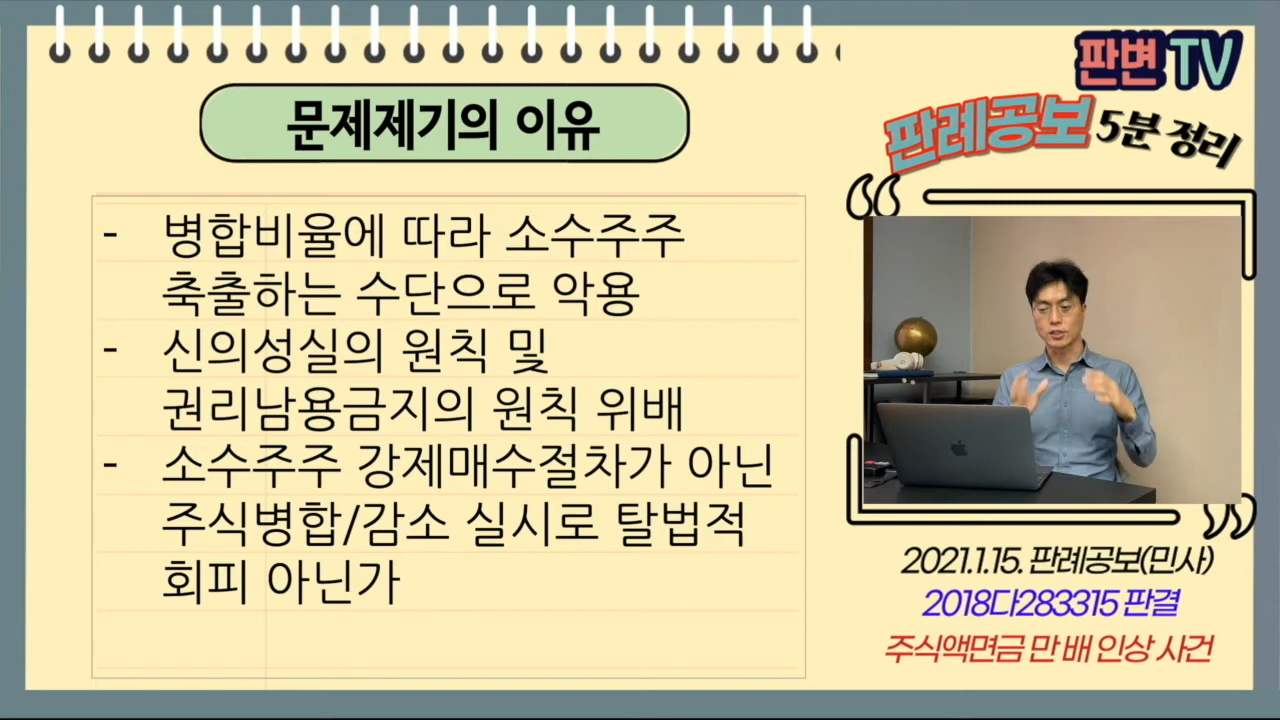 판변 TV
판례공보 5분 정리
문제제기의 이유
- 병합비율에 따라 소수주주
축출하는 수단으로 악용
- 신의성실의 원칙 및
권리남용금지의 원칙 위배
- 소수주주 강제매수절차가 아닌
주식병합/감소 실시로 탈법적
회피 아닌가
2021.1.15. 판례공보(민사)
2018다283315 판결
주식액면금 만 배 인상 사건